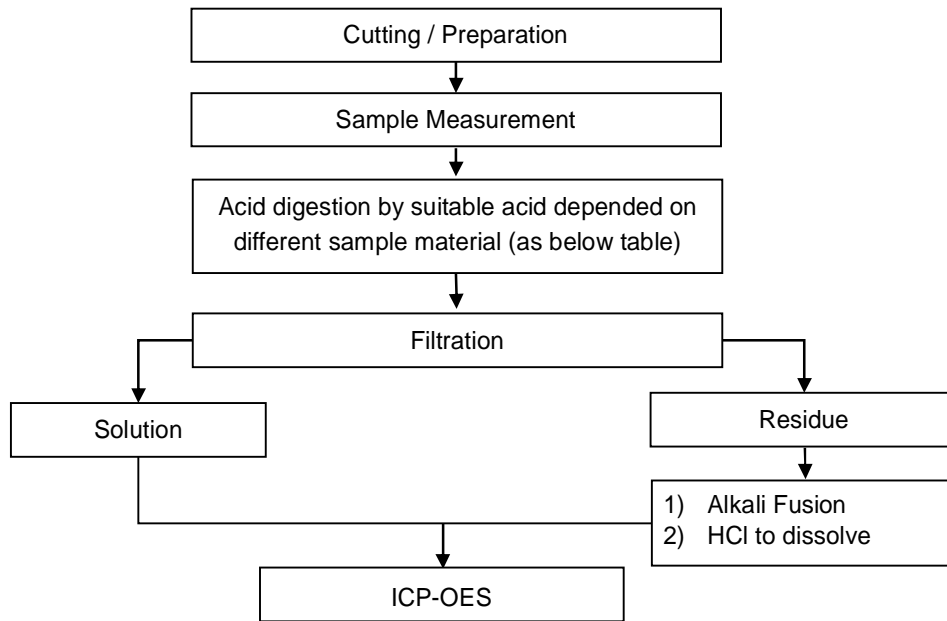 Cutting / Preparation
Sample Measurement
Acid digestion by suitable acid depended on
different sample material (as below table)
Filtration
Solution
Residue
1) Alkali Fusion
2) HCl to dissolve
ICP-OES